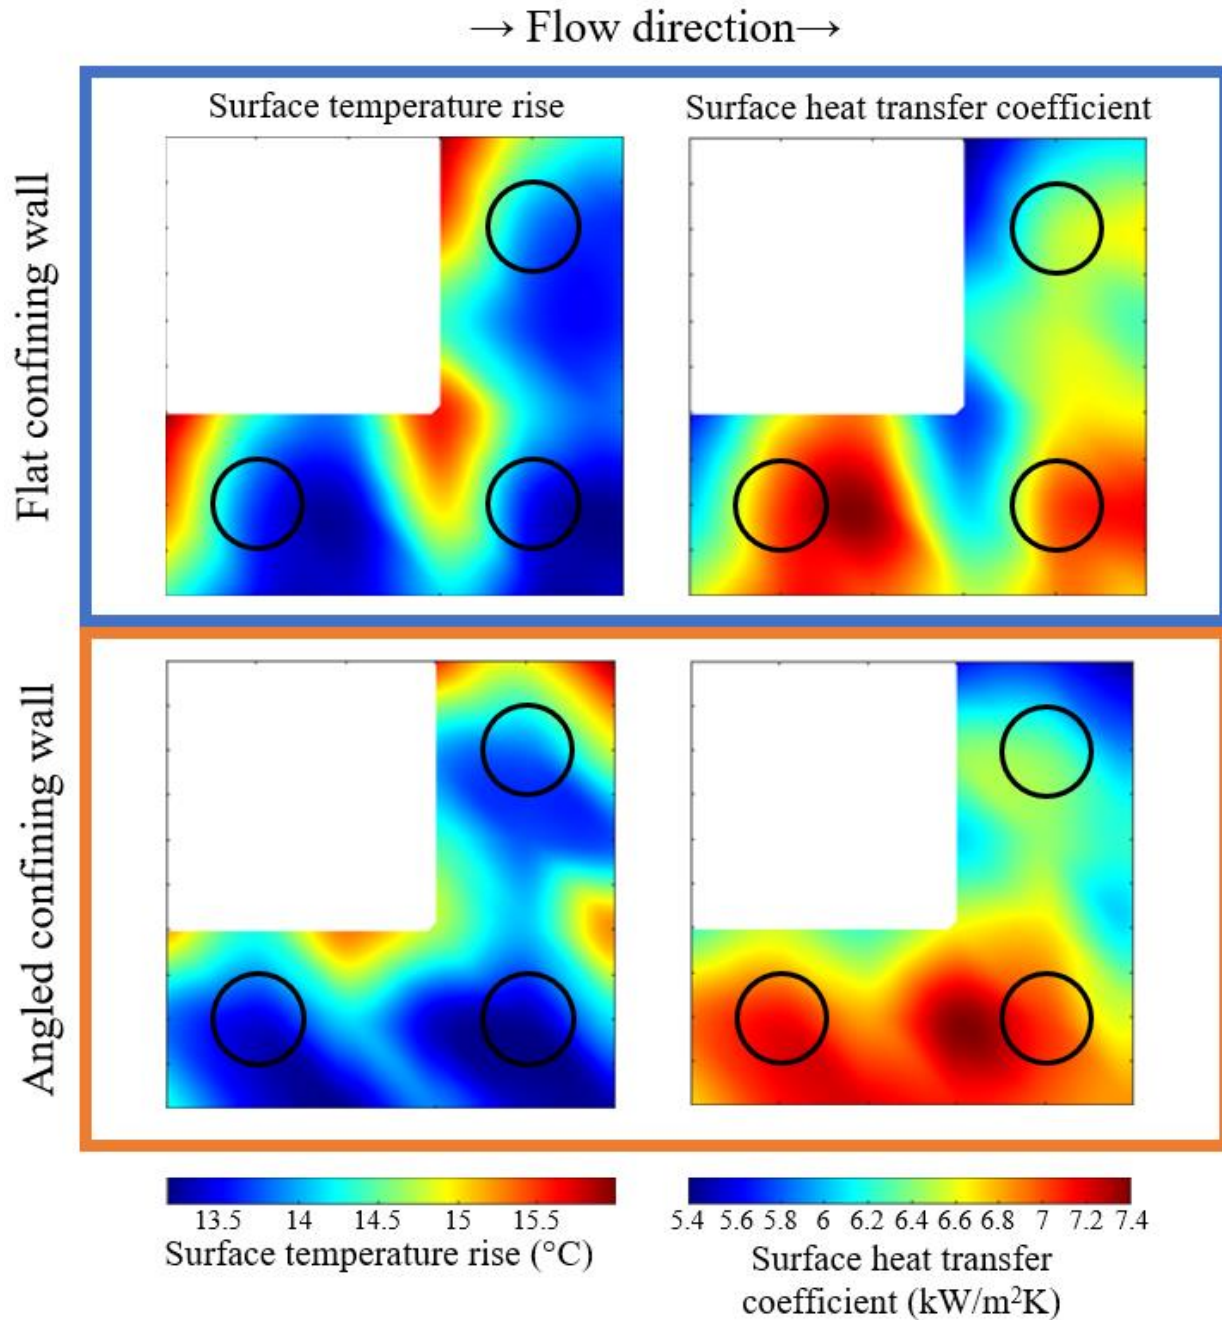 → Flow direction→
Surface temperature rise
Surface heat transfer coefficient
Flat confining wall
Angled confining wall
13.5 14 14.5 15 15.5
Surface temperature rise (°C)
5.4 5.6 5.8 6 6.2 6.4 6.6 6.8 7 7.2 7.4
Surface heat transfer
coefficient (kW/m²K)